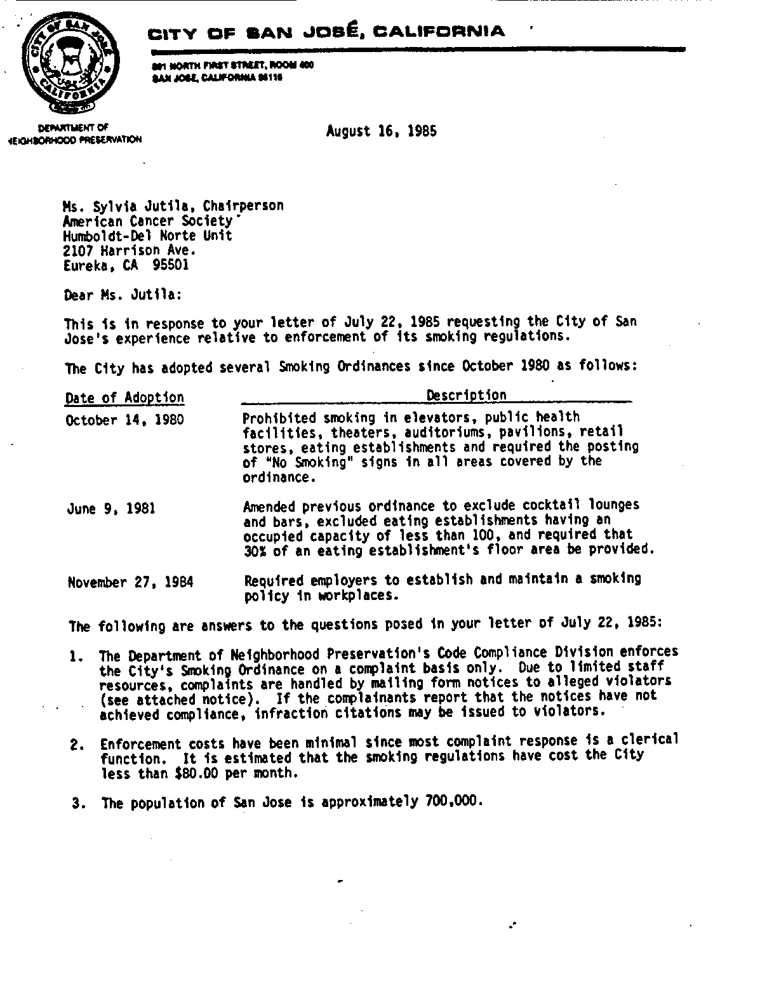 CITY OF SAN JOSÉ, CALIFORNIA
801 NORTH FIRST STREET, ROOM 400
SAN JOSE, CALIFORNIA 95110
CITY OF SAN JOSE
CALIFORNIA
DEPARTMENT OF
NEIGHBORHOOD PRESERVATION
August 16, 1985
Ms. Sylvia Jutila, Chairperson
American Cancer Society
Humboldt-Del Norte Unit
2107 Harrison Ave.
Eureka, CA 95501
Dear Ms. Jutila:
This is in response to your letter of July 22, 1985 requesting the City of San
Jose's experience relative to enforcement of its smoking regulations.
The City has adopted several Smoking Ordinances since October 1980 as follows:
Date of Adoption Description
October 14, 1980 Prohibited smoking in elevators, public health
facilities, theaters, auditoriums, pavilions, retail
stores, eating establishments and required the posting
of "No Smoking" signs in all areas covered by the
ordinance.
June 9, 1981 Amended previous ordinance to exclude cocktail lounges
and bars, excluded eating establishments having an
occupied capacity of less than 100, and required that
30% of an eating establishment's floor area be provided.
November 27, 1984 Required employers to establish and maintain a smoking
policy in workplaces.
The following are answers to the questions posed in your letter of July 22, 1985:
1. The Department of Neighborhood Preservation's Code Compliance Division enforces
the City's Smoking Ordinance on a complaint basis only. Due to limited staff
resources, complaints are handled by mailing form notices to alleged violators
(see attached notice). If the complainants report that the notices have not
achieved compliance, infraction citations may be issued to violators.
2. Enforcement costs have been minimal since most complaint response is a clerical
function. It is estimated that the smoking regulations have cost the City
less than $80.00 per month.
3. The population of San Jose is approximately 700,000.